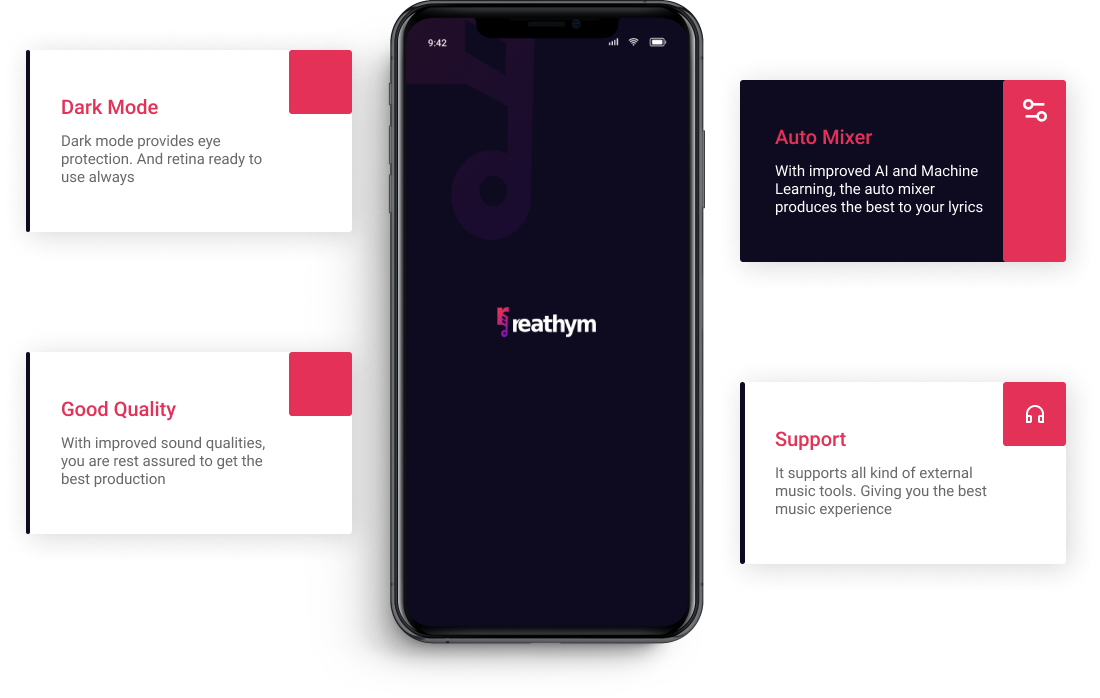 Dark Mode
Dark mode provides eye
protection. And retina ready to
use always
Good Quality
With improved sound qualities,
you are rest assured to get the
best production
9:42
reathym
Auto Mixer
With improved AI and Machine
Learning, the auto mixer
produces the best to your lyrics
Support
It supports all kind of external
music tools. Giving you the best
music experience